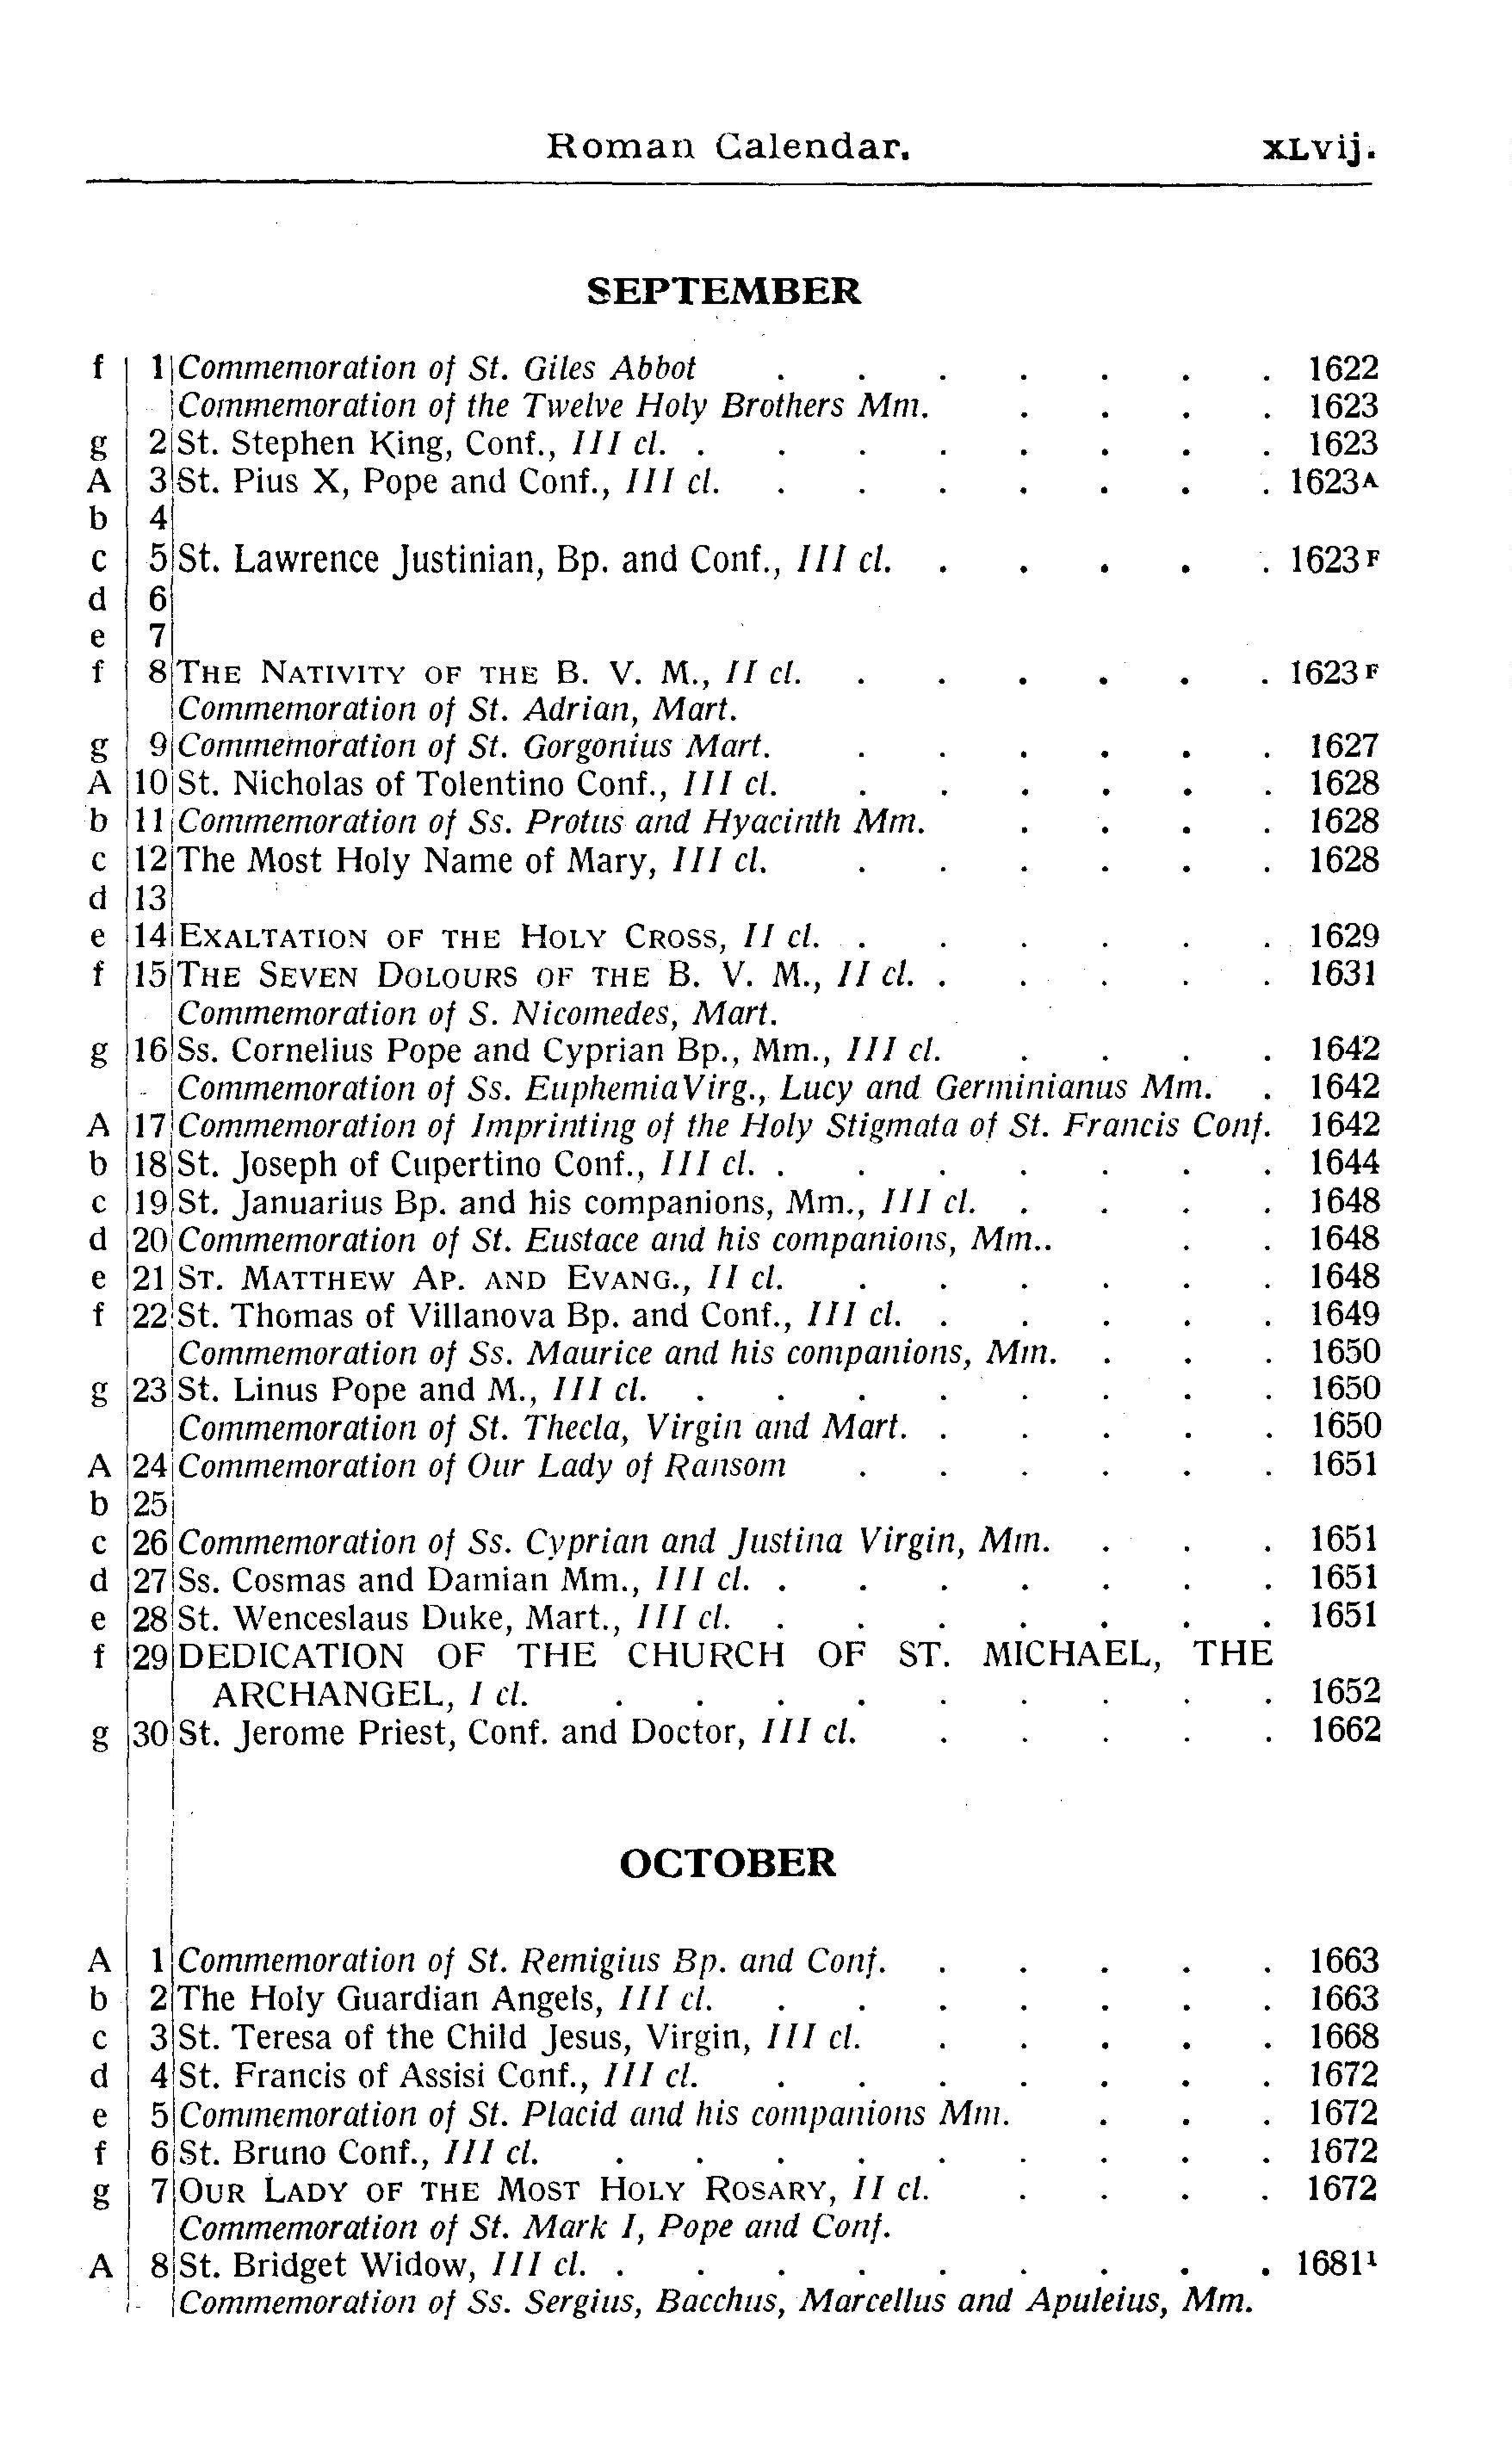 Roman Calendar. xLvij.
SEPTEMBER
f 1 Commemoration of St. Giles Abbot . . . . . . . 1622
Commemoration of the Twelve Holy Brothers Mm. . . . . 1623
g 2 St. Stephen King, Conf., III cl. . . . . . . . . 1623
A 3 St. Pius X, Pope and Conf., III cl. . . . . . . . 1623A
b 4
c 5 St. Lawrence Justinian, Bp. and Conf., III cl. . . . . . 1623F
d 6
e 7
f 8 THE NATIVITY OF THE B. V. M., II cl. . . . . . . 1623F
Commemoration of St. Adrian, Mart.
g 9 Commemoration of St. Gorgonius Mart. . . . . . . 1627
A 10 St. Nicholas of Tolentino Conf., III cl. . . . . . . 1628
b 11 Commemoration of Ss. Protus and Hyacinth Mm. . . . . 1628
c 12 The Most Holy Name of Mary, III cl. . . . . . . 1628
d 13
e 14 EXALTATION OF THE HOLY CROSS, II cl. . . . . . . 1629
f 15 THE SEVEN DOLOURS OF THE B. V. M., II cl. . . . . . 1631
Commemoration of S. Nicomedes, Mart.
g 16 Ss. Cornelius Pope and Cyprian Bp., Mm., III cl. . . . . 1642
Commemoration of Ss. Euphemia Virg., Lucy and Germinianus Mm. . 1642
A 17 Commemoration of Imprinting of the Holy Stigmata of St. Francis Conf. 1642
b 18 St. Joseph of Cupertino Conf., III cl. . . . . . . . 1644
c 19 St. Januarius Bp. and his companions, Mm., III cl. . . . . 1648
d 20 Commemoration of St. Eustace and his companions, Mm.. . . 1648
e 21 ST. MATTHEW AP. AND EVANG., II cl. . . . . . . 1648
f 22 St. Thomas of Villanova Bp. and Conf., III cl. . . . . . 1649
Commemoration of Ss. Maurice and his companions, Mm. . . . 1650
g 23 St. Linus Pope and M., III cl. . . . . . . . . 1650
Commemoration of St. Thecla, Virgin and Mart. . . . . . 1650
A 24 Commemoration of Our Lady of Ransom . . . . . . 1651
b 25
c 26 Commemoration of Ss. Cyprian and Justina Virgin, Mm. . . . 1651
d 27 Ss. Cosmas and Damian Mm., III cl. . . . . . . . 1651
e 28 St. Wenceslaus Duke, Mart., III cl. . . . . . . . 1651
f 29 DEDICATION OF THE CHURCH OF ST. MICHAEL, THE
ARCHANGEL, I cl. . . . . . . . . . 1652
g 30 St. Jerome Priest, Conf. and Doctor, III cl. . . . . . 1662
OCTOBER
A 1 Commemoration of St. Remigius Bp. and Conf. . . . . . 1663
b 2 The Holy Guardian Angels, III cl. . . . . . . . 1663
c 3 St. Teresa of the Child Jesus, Virgin, III cl. . . . . . 1668
d 4 St. Francis of Assisi Conf., III cl. . . . . . . . 1672
e 5 Commemoration of St. Placid and his companions Mm. . . . 1672
f 6 St. Bruno Conf., III cl. . . . . . . . . . 1672
g 7 OUR LADY OF THE MOST HOLY ROSARY, II cl. . . . . 1672
Commemoration of St. Mark I, Pope and Conf.
A 8 St. Bridget Widow, III cl. . . . . . . . . . 1681¹
Commemoration of Ss. Sergius, Bacchus, Marcellus and Apuleius, Mm.